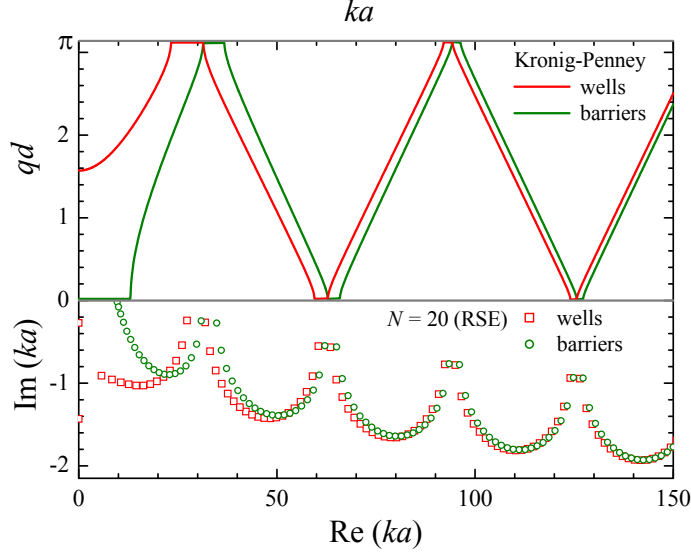 ka
π
Kronig-Penney
wells
2
barriers
qd
1
0
N = 20 (RSE)
wells
barriers
Im (ka)
-1
-2
0
50
100
150
Re (ka)